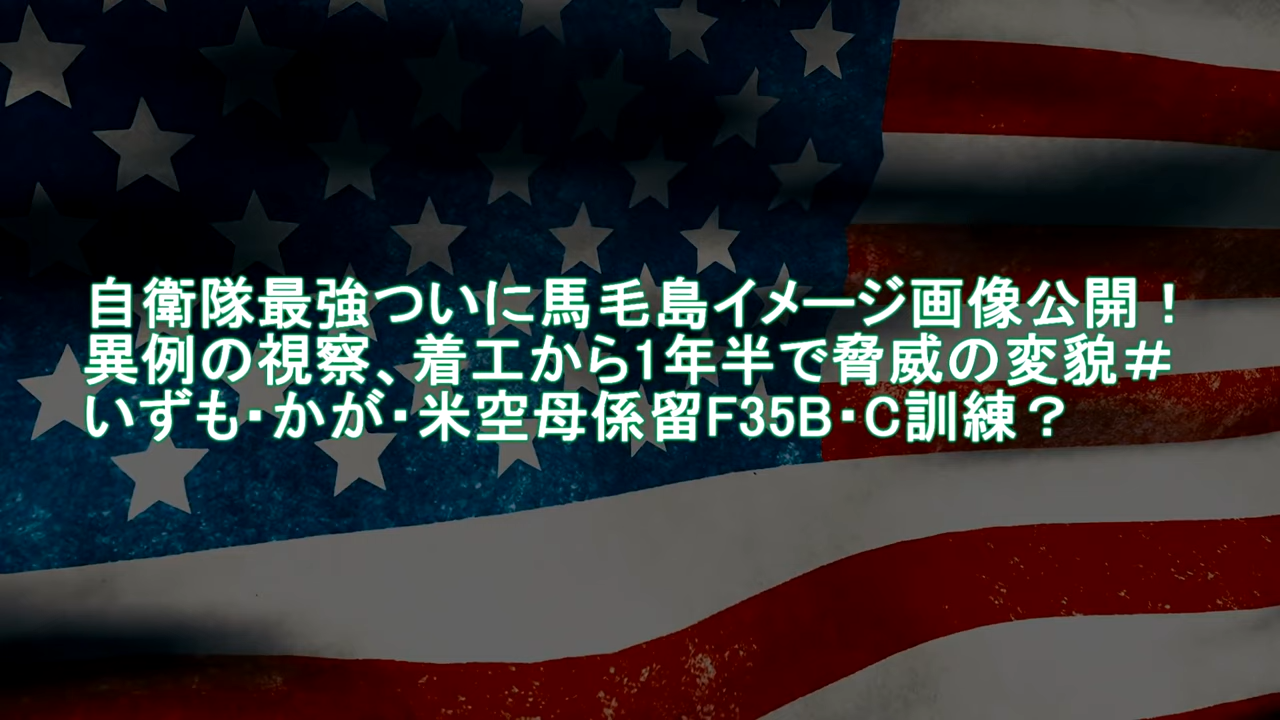 自衛隊最強ついに馬毛島イメージ画像公開！
異例の視察、着工から1年半で脅威の変貌＃
いずも・かが・米空母係留F35B・C訓練？